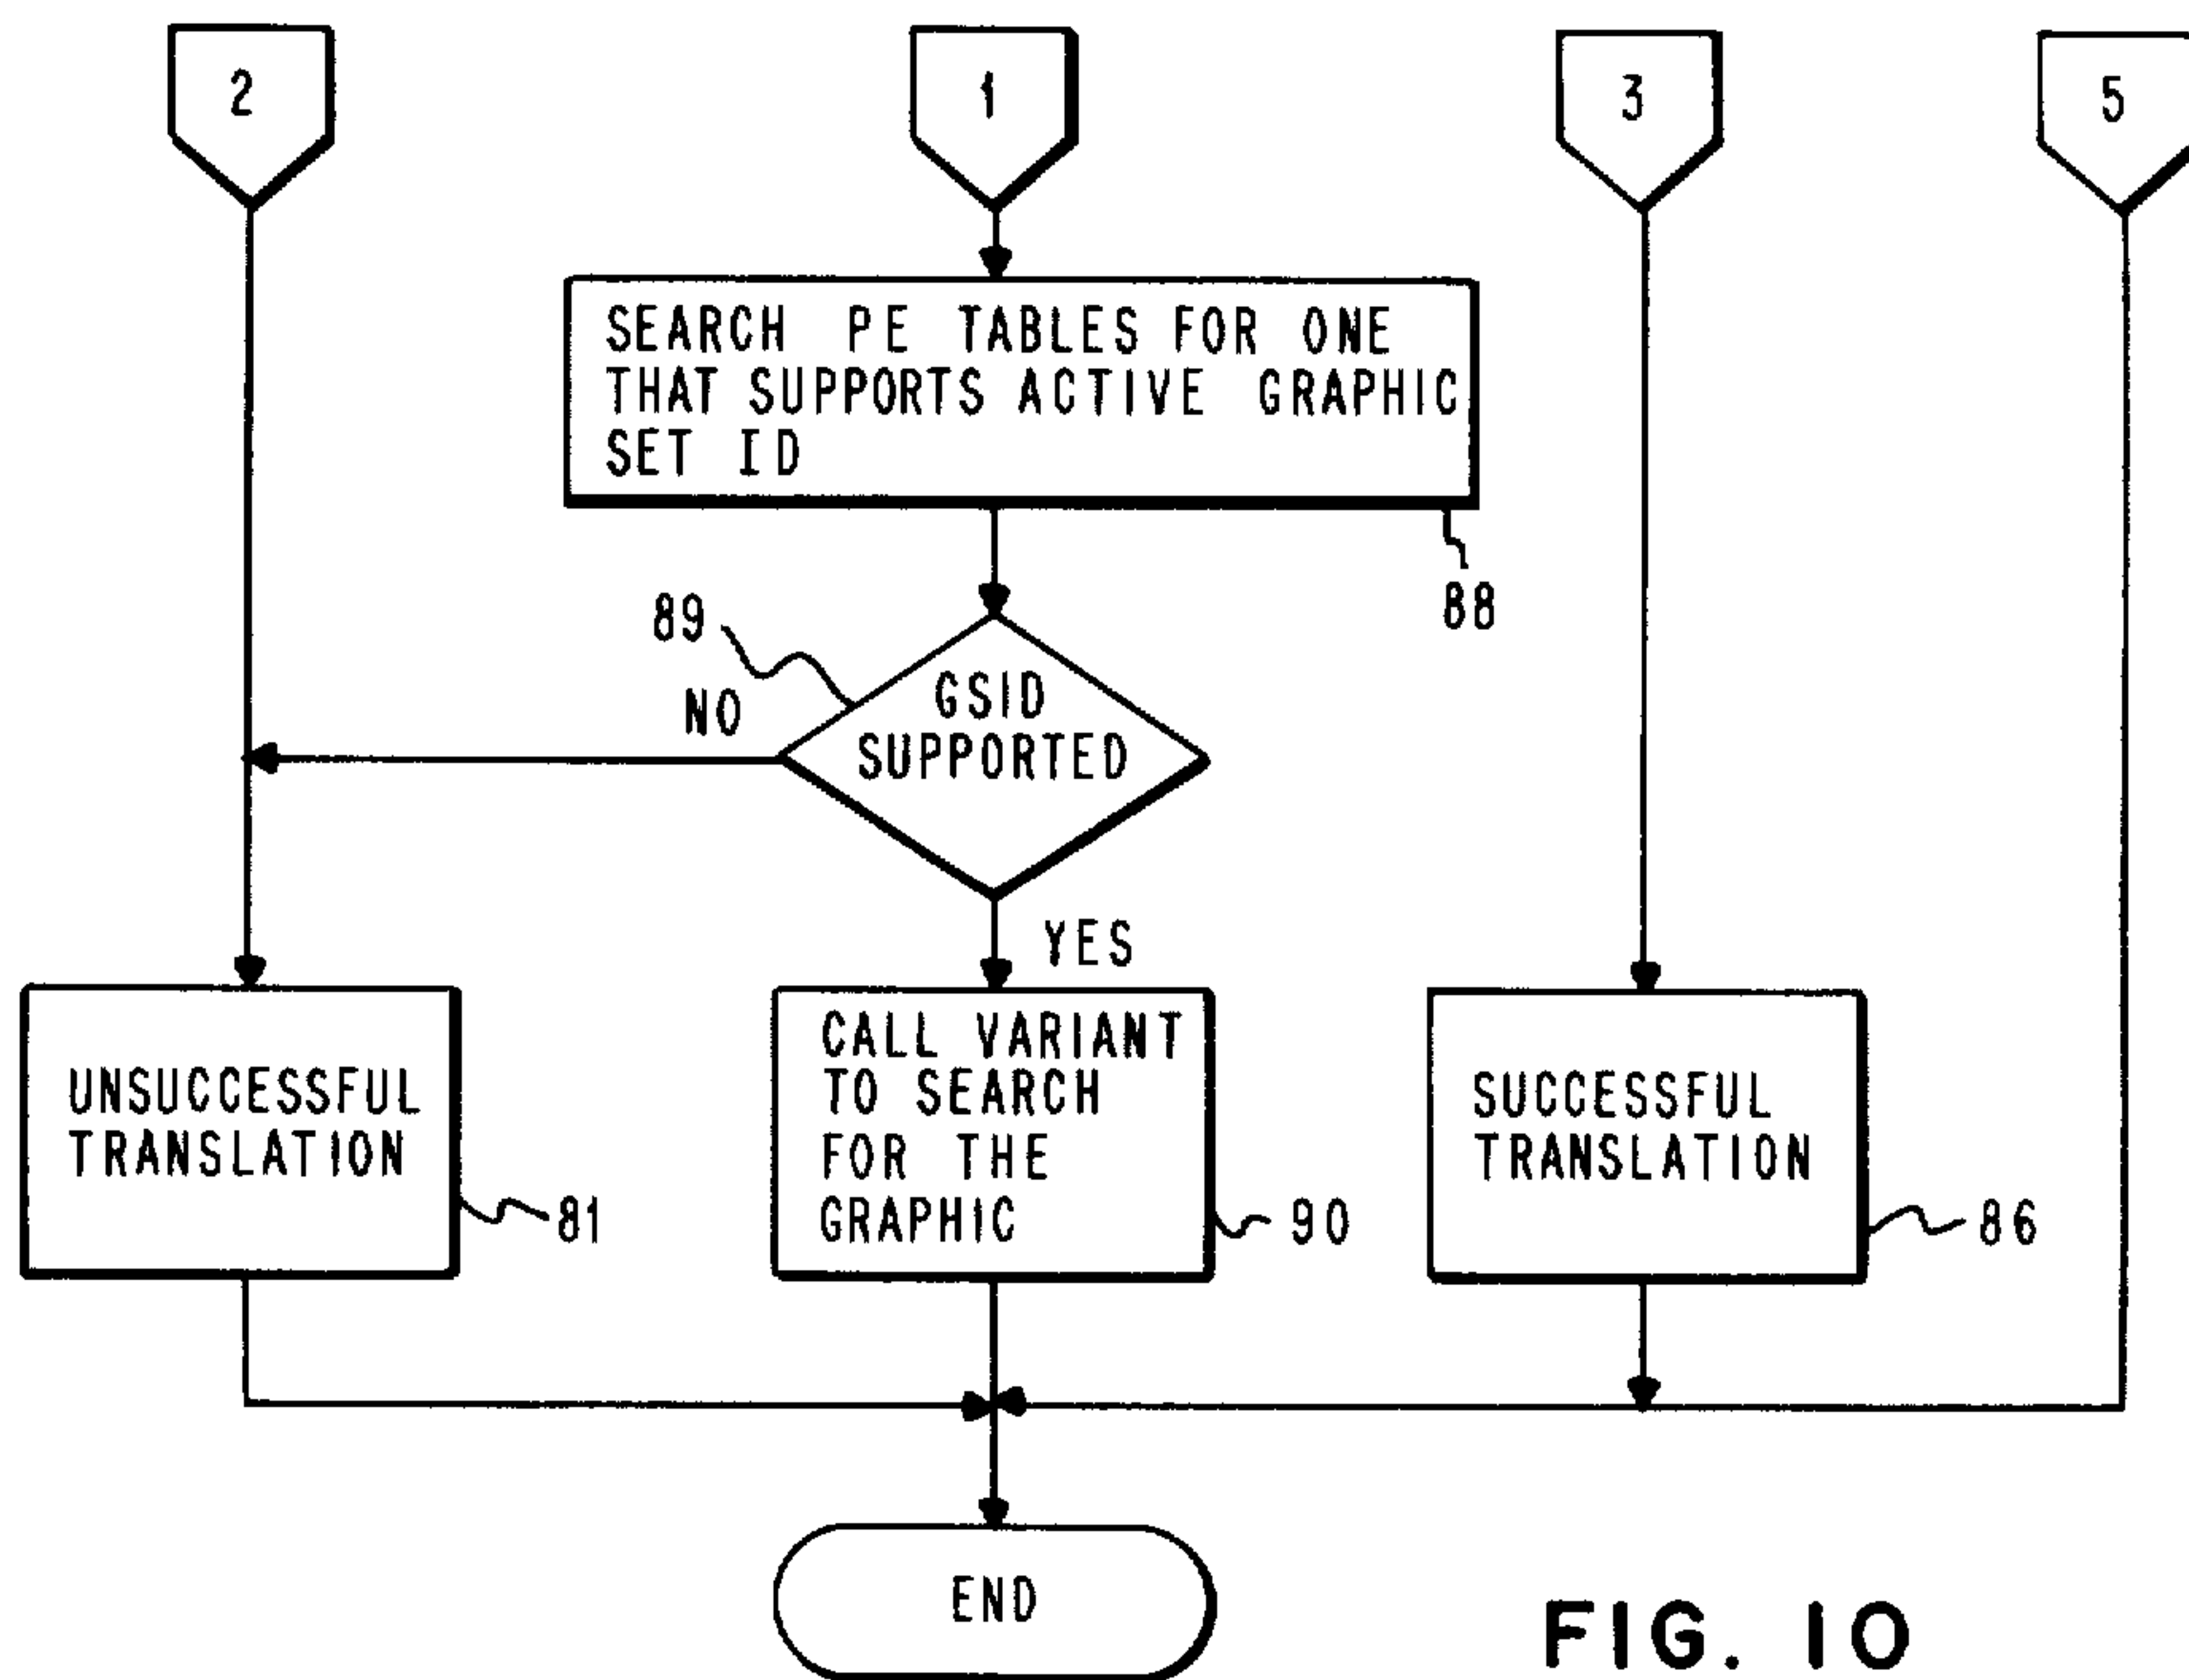 2
1
3
5
SEARCH PE TABLES FOR ONE
THAT SUPPORTS ACTIVE GRAPHIC
SET ID
88
89
NO
GSID
SUPPORTED
YES
UNSUCCESSFUL
TRANSLATION
81
CALL VARIANT
TO SEARCH
FOR THE
GRAPHIC
90
SUCCESSFUL
TRANSLATION
86
END
FIG. 10